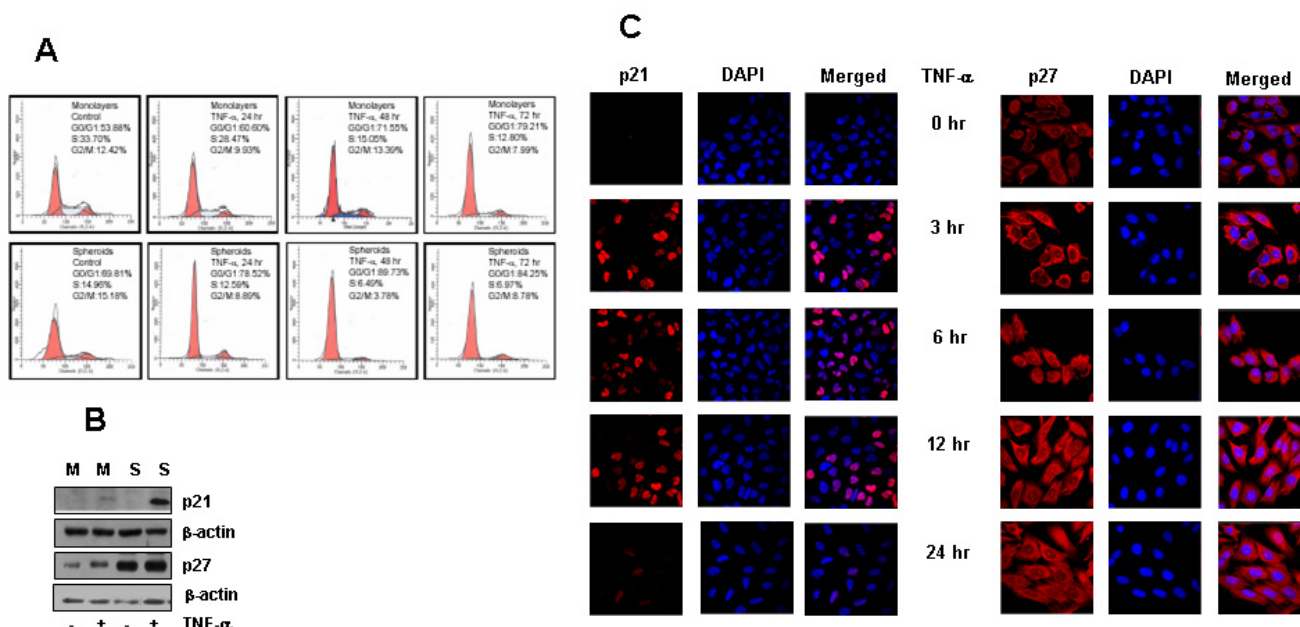 A
Monolayers
Control
G0/G1:53.88%
S:33.70%
G2/M:12.42%
Monolayers
TNF-α, 24 hr
G0/G1:60.60%
S:28.47%
G2/M:9.93%
Monolayers
TNF-α, 48 hr
G0/G1:71.55%
S:15.05%
G2/M:13.39%
Monolayers
TNF-α, 72 hr
G0/G1:79.21%
S:12.80%
G2/M:7.99%
Spheroids
Control
G0/G1:69.81%
S:14.96%
G2/M:15.18%
Spheroids
TNF-α, 24 hr
G0/G1:78.52%
S:12.59%
G2/M:8.89%
Spheroids
TNF-α, 48 hr
G0/G1:89.73%
S:6.49%
G2/M:3.78%
Spheroids
TNF-α, 72 hr
G0/G1:84.25%
S:6.97%
G2/M:8.78%
B
M M S S
p21
β-actin
p27
β-actin
- + - + TNF-α
C
p21 DAPI Merged TNF-α p27 DAPI Merged
0 hr
3 hr
6 hr
12 hr
24 hr